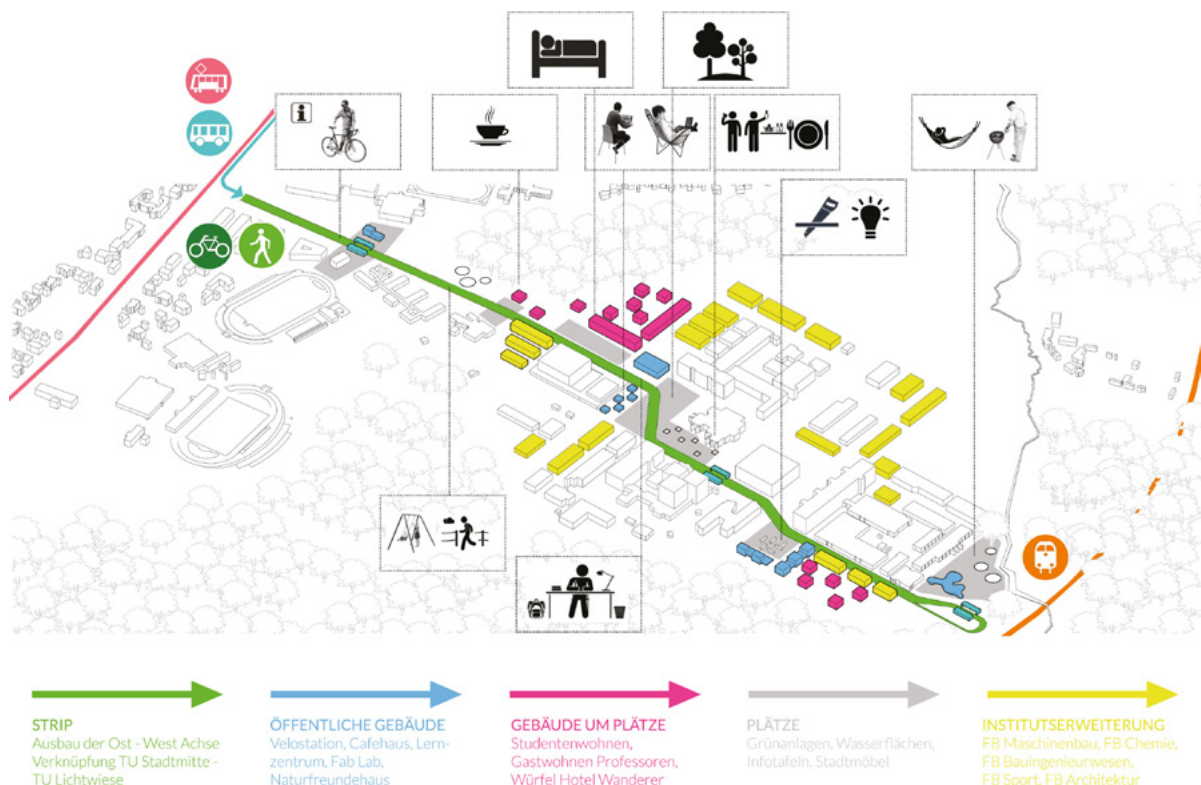 i
STRIP
Ausbau der Ost - West Achse
Verknüpfung TU Stadtmitte -
TU Lichtwiese
ÖFFENTLICHE GEBÄUDE
Velostation, Cafehaus, Lern-
zentrum, Fab Lab,
Naturfreundehaus
GEBÄUDE UM PLÄTZE
Studentenwohnen,
Gastwohnen Professoren,
Würfel Hotel Wanderer
PLÄTZE
Grünanlagen, Wasserflächen,
Infotafeln, Stadtmöbel
INSTITUTSERWEITERUNG
FB Maschinenbau, FB Chemie,
FB Bauingenieurwesen,
FB Sport, FB Architektur